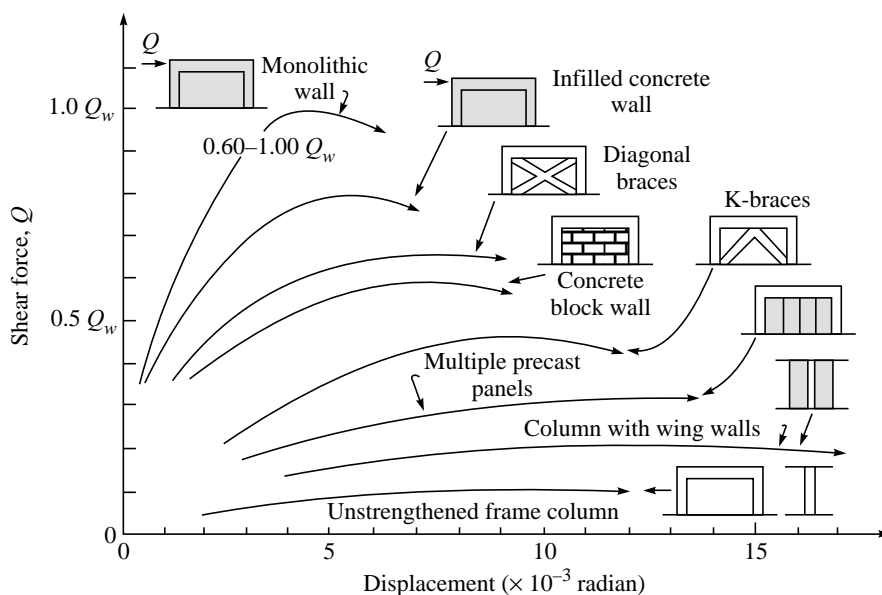 Q
Monolithic
wall
Q
Infilled concrete
wall
1.0 Q_w
0.60–1.00 Q_w
Diagonal
braces
K-braces
Concrete
block wall
Shear force, Q
0.5 Q_w
Multiple precast
panels
Column with wing walls
Unstrengthened frame column
0
0
5
10
15
Displacement (× 10⁻³ radian)